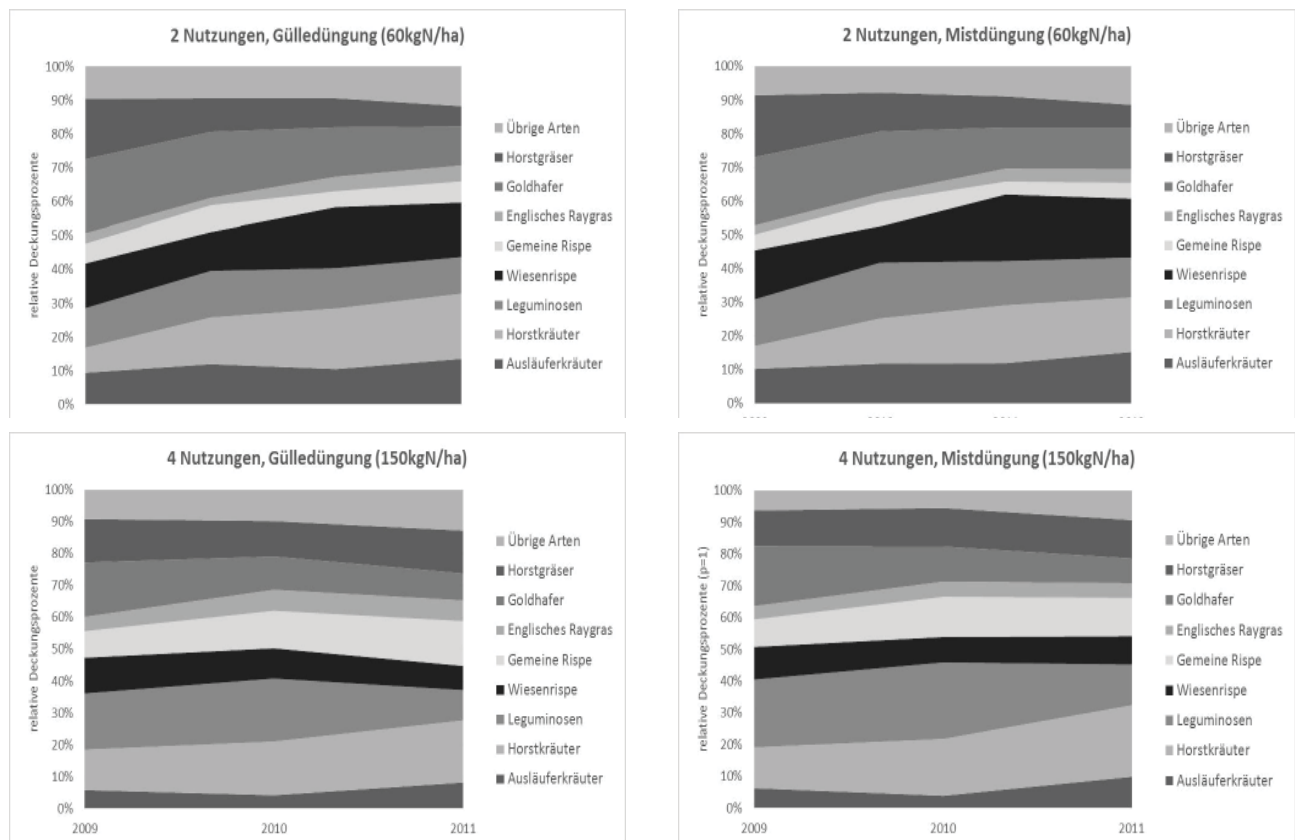 2 Nutzungen, Gülledüngung (60kgN/ha)
relative Deckungsprozente
100%
90%
80%
70%
60%
50%
40%
30%
20%
10%
0%
Übrige Arten
Horstgräser
Goldhafer
Englisches Raygras
Gemeine Rispe
Wiesenrispe
Leguminosen
Horstkräuter
Ausläuferkräuter
2 Nutzungen, Mistdüngung (60kgN/ha)
relative Deckungsprozente
100%
90%
80%
70%
60%
50%
40%
30%
20%
10%
0%
Übrige Arten
Horstgräser
Goldhafer
Englisches Raygras
Gemeine Rispe
Wiesenrispe
Leguminosen
Horstkräuter
Ausläuferkräuter
4 Nutzungen, Gülledüngung (150kgN/ha)
relative Deckungsprozente
100%
90%
80%
70%
60%
50%
40%
30%
20%
10%
0%
2009 2010 2011
Übrige Arten
Horstgräser
Goldhafer
Englisches Raygras
Gemeine Rispe
Wiesenrispe
Leguminosen
Horstkräuter
Ausläuferkräuter
4 Nutzungen, Mistdüngung (150kgN/ha)
relative Deckungsprozente (p=1)
100%
90%
80%
70%
60%
50%
40%
30%
20%
10%
0%
2009 2010 2011
Übrige Arten
Horstgräser
Goldhafer
Englisches Raygras
Gemeine Rispe
Wiesenrispe
Leguminosen
Horstkräuter
Ausläuferkräuter